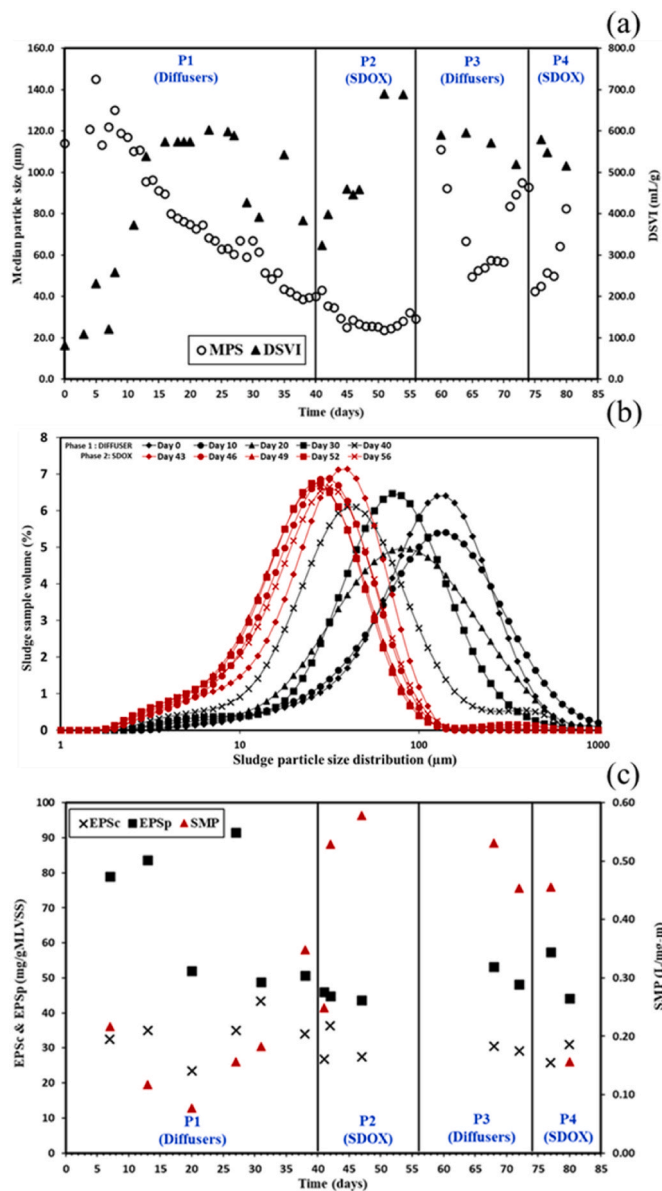 (a)
P1
(Diffusers)
P2
(SDOX)
P3
(Diffusers)
P4
(SDOX)
160.0
140.0
120.0
100.0
80.0
60.0
40.0
20.0
0.0
Median particle size (µm)
800.0
700.0
600.0
500.0
400.0
300.0
200.0
100.0
0.0
DSVI (mL/g)
MPS DSVI
0 5 10 15 20 25 30 35 40 45 50 55 60 65 70 75 80 85
Time (days)
(b)
Phase 1 : DIFFUSER Day 0 Day 10 Day 20 Day 30 Day 40
Phase 2: SDOX Day 43 Day 46 Day 49 Day 52 Day 56
8
7
6
5
4
3
2
1
0
Sludge sample volume (%)
1 10 100 1000
Sludge particle size distribution (µm)
(c)
EPSc EPSp SMP
100
90
80
70
60
50
40
30
20
10
0
EPSc & EPSp (mg/gMLVSS)
0.60
0.50
0.40
0.30
0.20
0.10
0.00
SMP (L/mg·m)
P1
(Diffusers)
P2
(SDOX)
P3
(Diffusers)
P4
(SDOX)
0 5 10 15 20 25 30 35 40 45 50 55 60 65 70 75 80 85
Time (days)